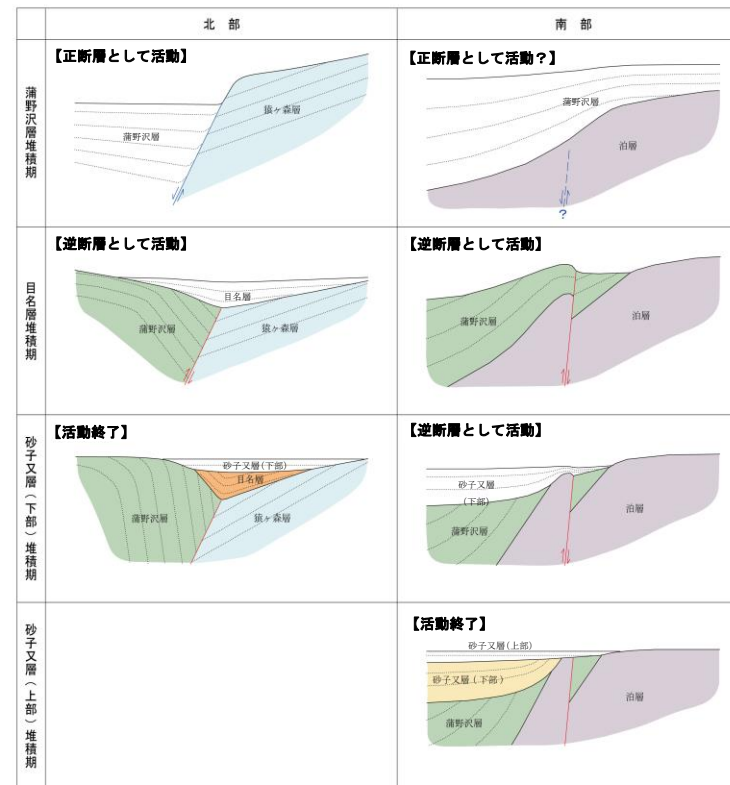 北 部
南 部
蒲野沢層堆積期
【正断層として活動】
猿ヶ森層
蒲野沢層
【正断層として活動？】
蒲野沢層
泊層
?
目名層堆積期
【逆断層として活動】
目名層
蒲野沢層
猿ヶ森層
【逆断層として活動】
蒲野沢層
泊層
砂子又層（下部）堆積期
【活動終了】
砂子又層(下部)
目名層
蒲野沢層
猿ヶ森層
【逆断層として活動】
砂子又層
(下部)
泊層
蒲野沢層
砂子又層（上部）堆積期
【活動終了】
砂子又層(上部)
砂子又層(下部)
泊層
蒲野沢層